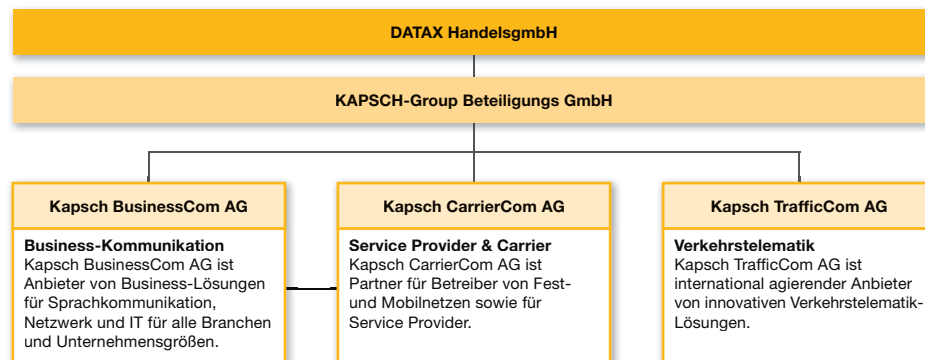 DATAX HandelsgmbH
KAPSCH-Group Beteiligungs GmbH
Kapsch BusinessCom AG
Business-Kommunikation
Kapsch BusinessCom AG ist
Anbieter von Business-Lösungen
für Sprachkommunikation,
Netzwerk und IT für alle Branchen
und Unternehmensgrößen.
Kapsch CarrierCom AG
Service Provider & Carrier
Kapsch CarrierCom AG ist
Partner für Betreiber von Fest-
und Mobilnetzen sowie für
Service Provider.
Kapsch TrafficCom AG
Verkehrstelematik
Kapsch TrafficCom AG ist
international agierender Anbieter
von innovativen Verkehrstelematik-
Lösungen.